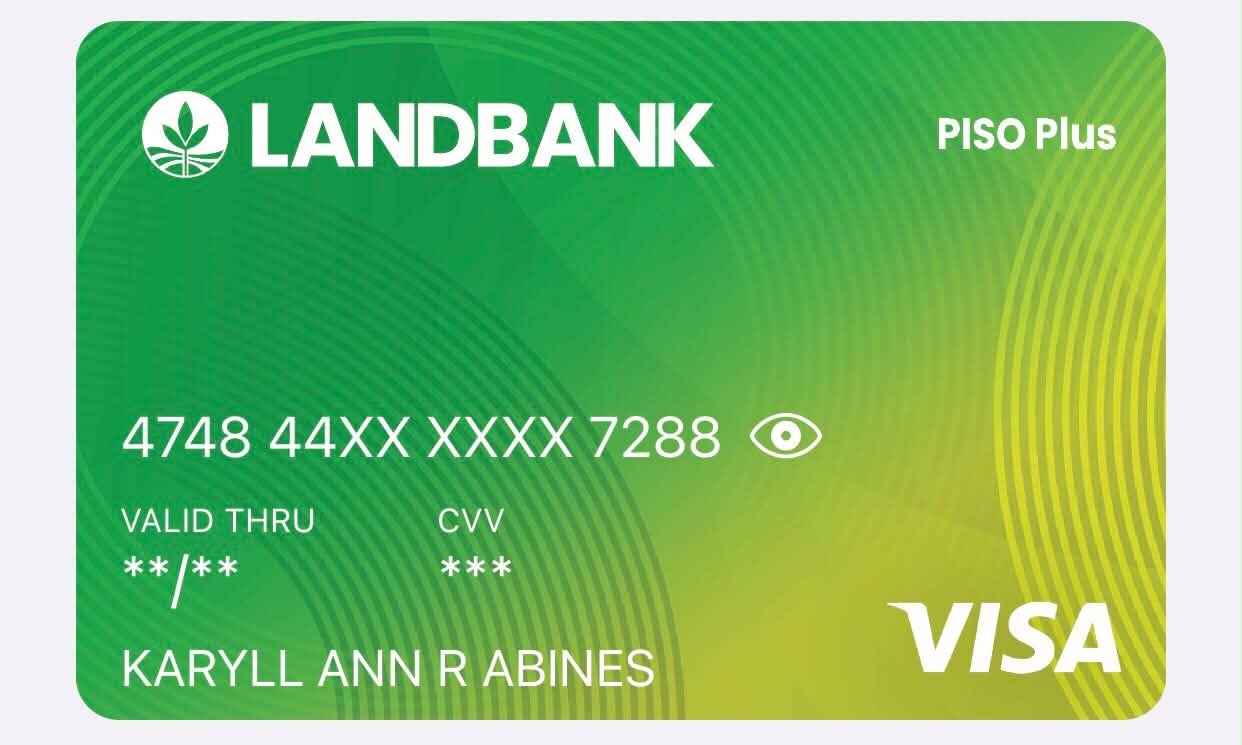 LANDBANK
PISO Plus
4748 44XX XXXX 7288
VALID THRU CVV
**/** ***
KARYLL ANN R ABINES
VISA